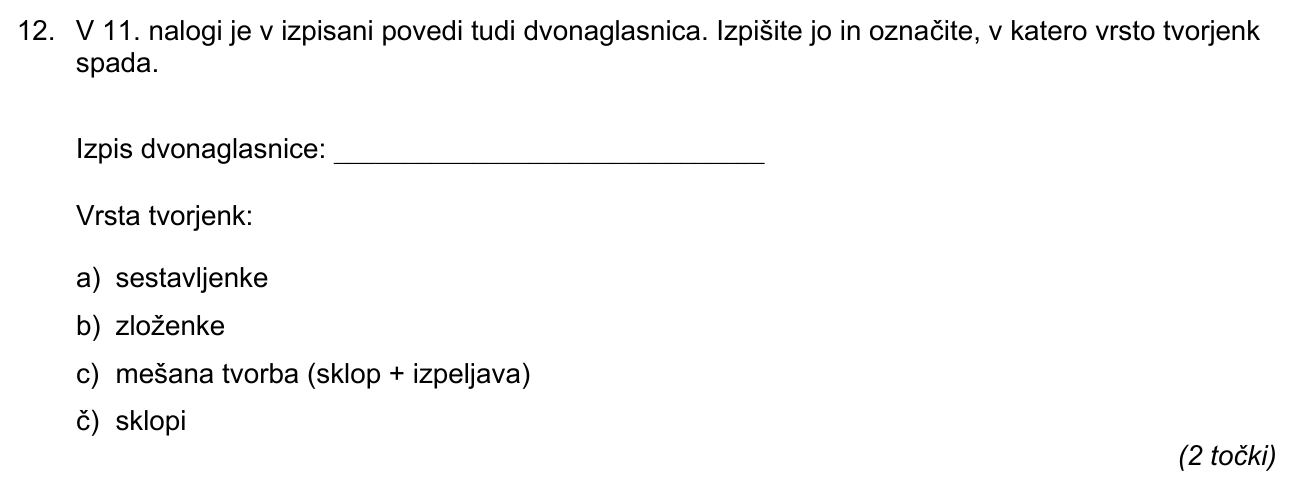 12. V 11. nalogi je v izpisani povedi tudi dvonaglasnica. Izpišite jo in označite, v katero vrsto tvorjenk
spada.
Izpis dvonaglasnice: _______________________________
Vrsta tvorjenk:
a) sestavljenke
b) zloženke
c) mešana tvorba (sklop + izpeljava)
č) sklopi
(2 točki)